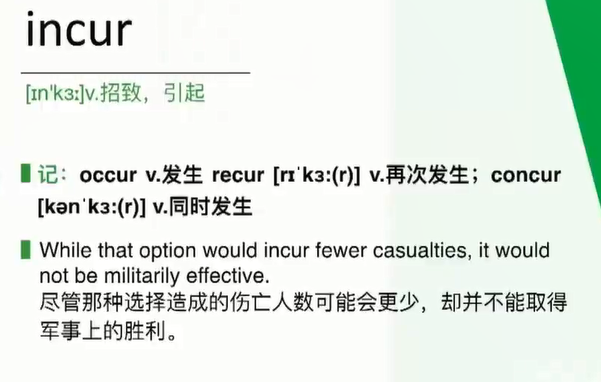 incur
[ɪn'kɜː]v.招致，引起
记：occur v.发生 recur [rɪˈkɜː(r)] v.再次发生；concur
[kənˈkɜː(r)] v.同时发生
While that option would incur fewer casualties, it would
not be militarily effective.
尽管那种选择造成的伤亡人数可能会更少，却并不能取得
军事上的胜利。